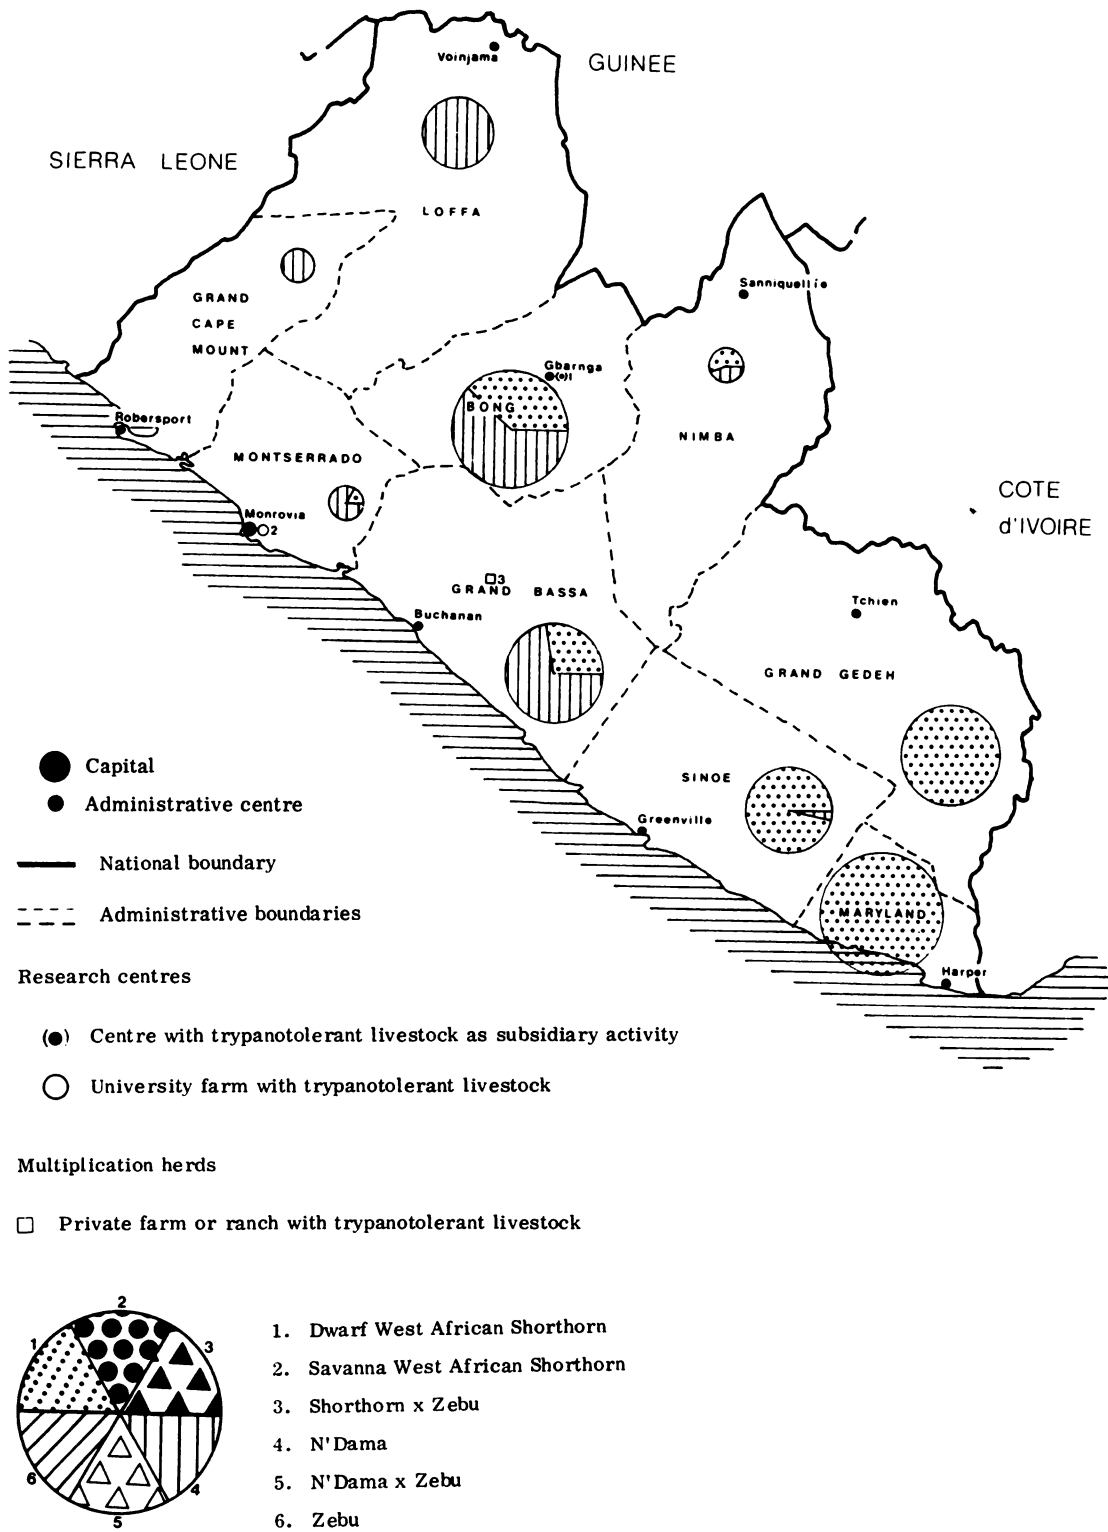 Voinjama
GUINEE
SIERRA LEONE
LOFFA
Sanniquellie
GRAND
CAPE
MOUNT
Gbarnga
1
BONG
Robersport
NIMBA
MONTSERRADO
COTE
d'IVOIRE
Monrovia
2
3
GRAND BASSA
Buchanan
Tchien
GRAND GEDEH
Capital
SINOE
Administrative centre
Greenville
National boundary
Administrative boundaries
MARYLAND
Research centres
Harper
Centre with trypanotolerant livestock as subsidiary activity
University farm with trypanotolerant livestock
Multiplication herds
Private farm or ranch with trypanotolerant livestock
2
1
3
6
4
5
1. Dwarf West African Shorthorn
2. Savanna West African Shorthorn
3. Shorthorn x Zebu
4. N'Dama
5. N'Dama x Zebu
6. Zebu